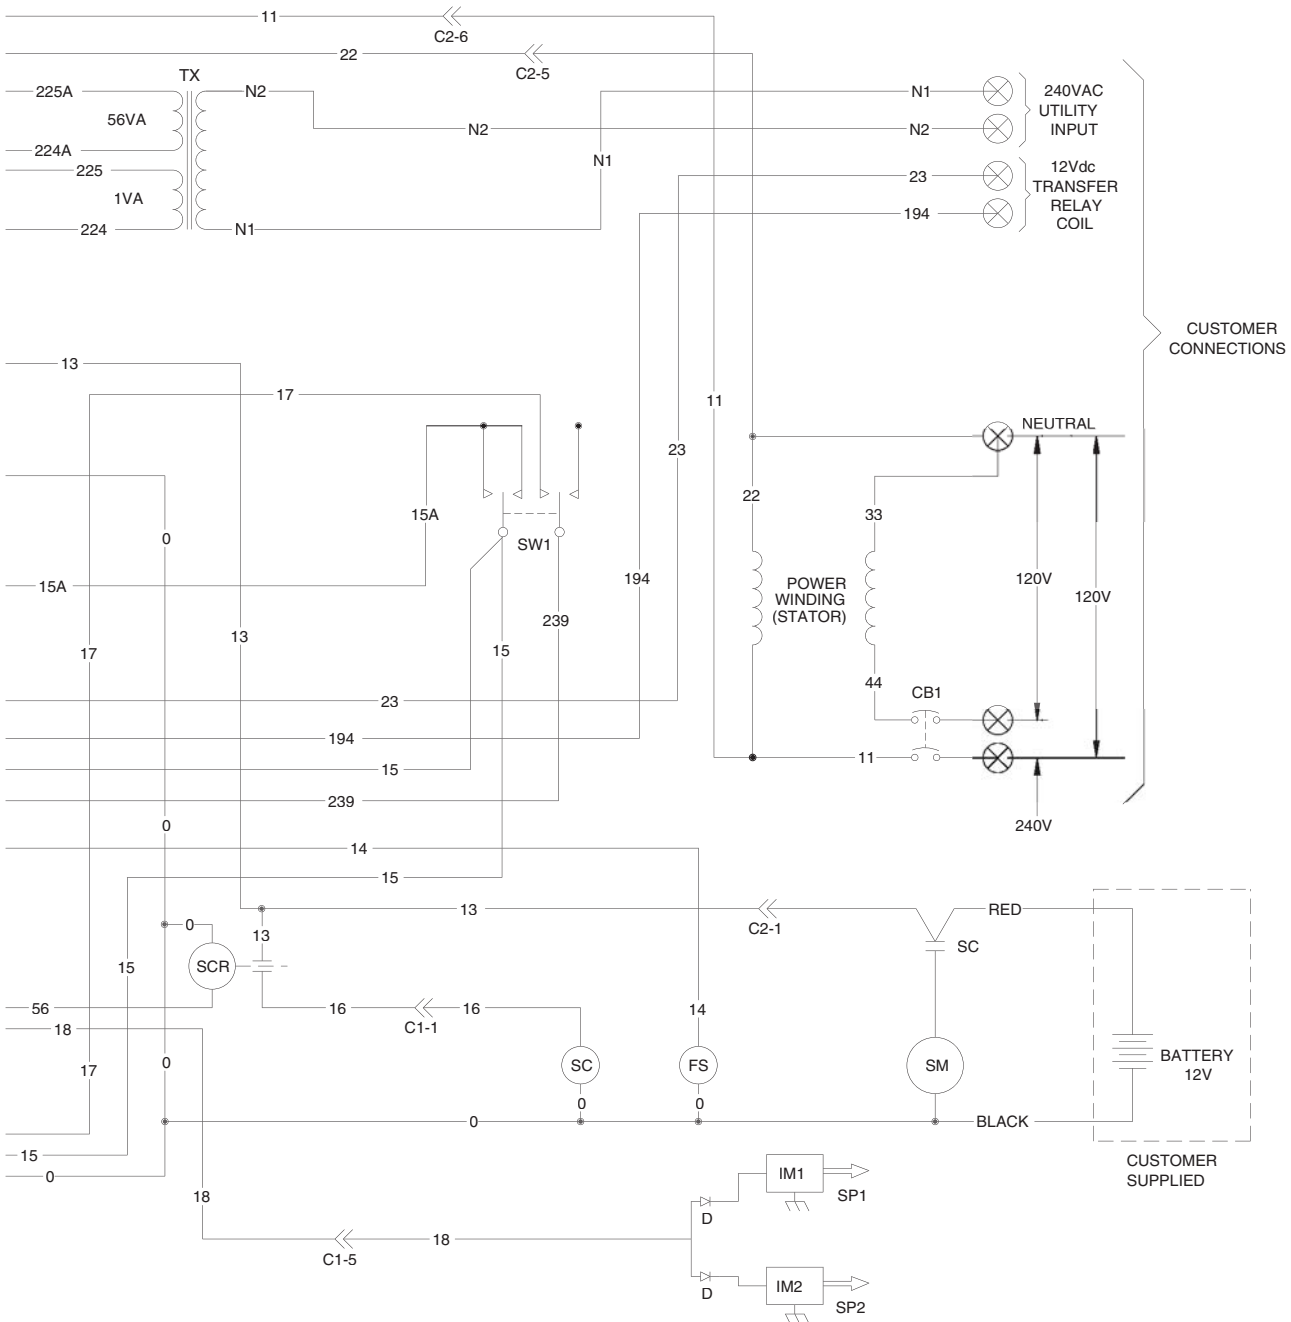 11
C2-6
22
C2-5
TX
225A
N2
56VA
224A
225
1VA
224
N1
N2
N1
N1
N2
240VAC
UTILITY
INPUT
23
194
12Vdc
TRANSFER
RELAY
COIL
CUSTOMER
CONNECTIONS
13
17
11
NEUTRAL
23
22
33
15A
SW1
0
15A
194
POWER
WINDING
(STATOR)
120V
120V
239
13
15
17
44
CB1
23
194
15
11
239
240V
0
14
15
13
C2-1
RED
SC
0
13
SCR
15
56
16
C1-1
16
14
18
BATTERY
12V
SC
FS
SM
0
17
0
0
0
BLACK
15
0
CUSTOMER
SUPPLIED
IM1
SP1
18
D
C1-5
18
D
IM2
SP2